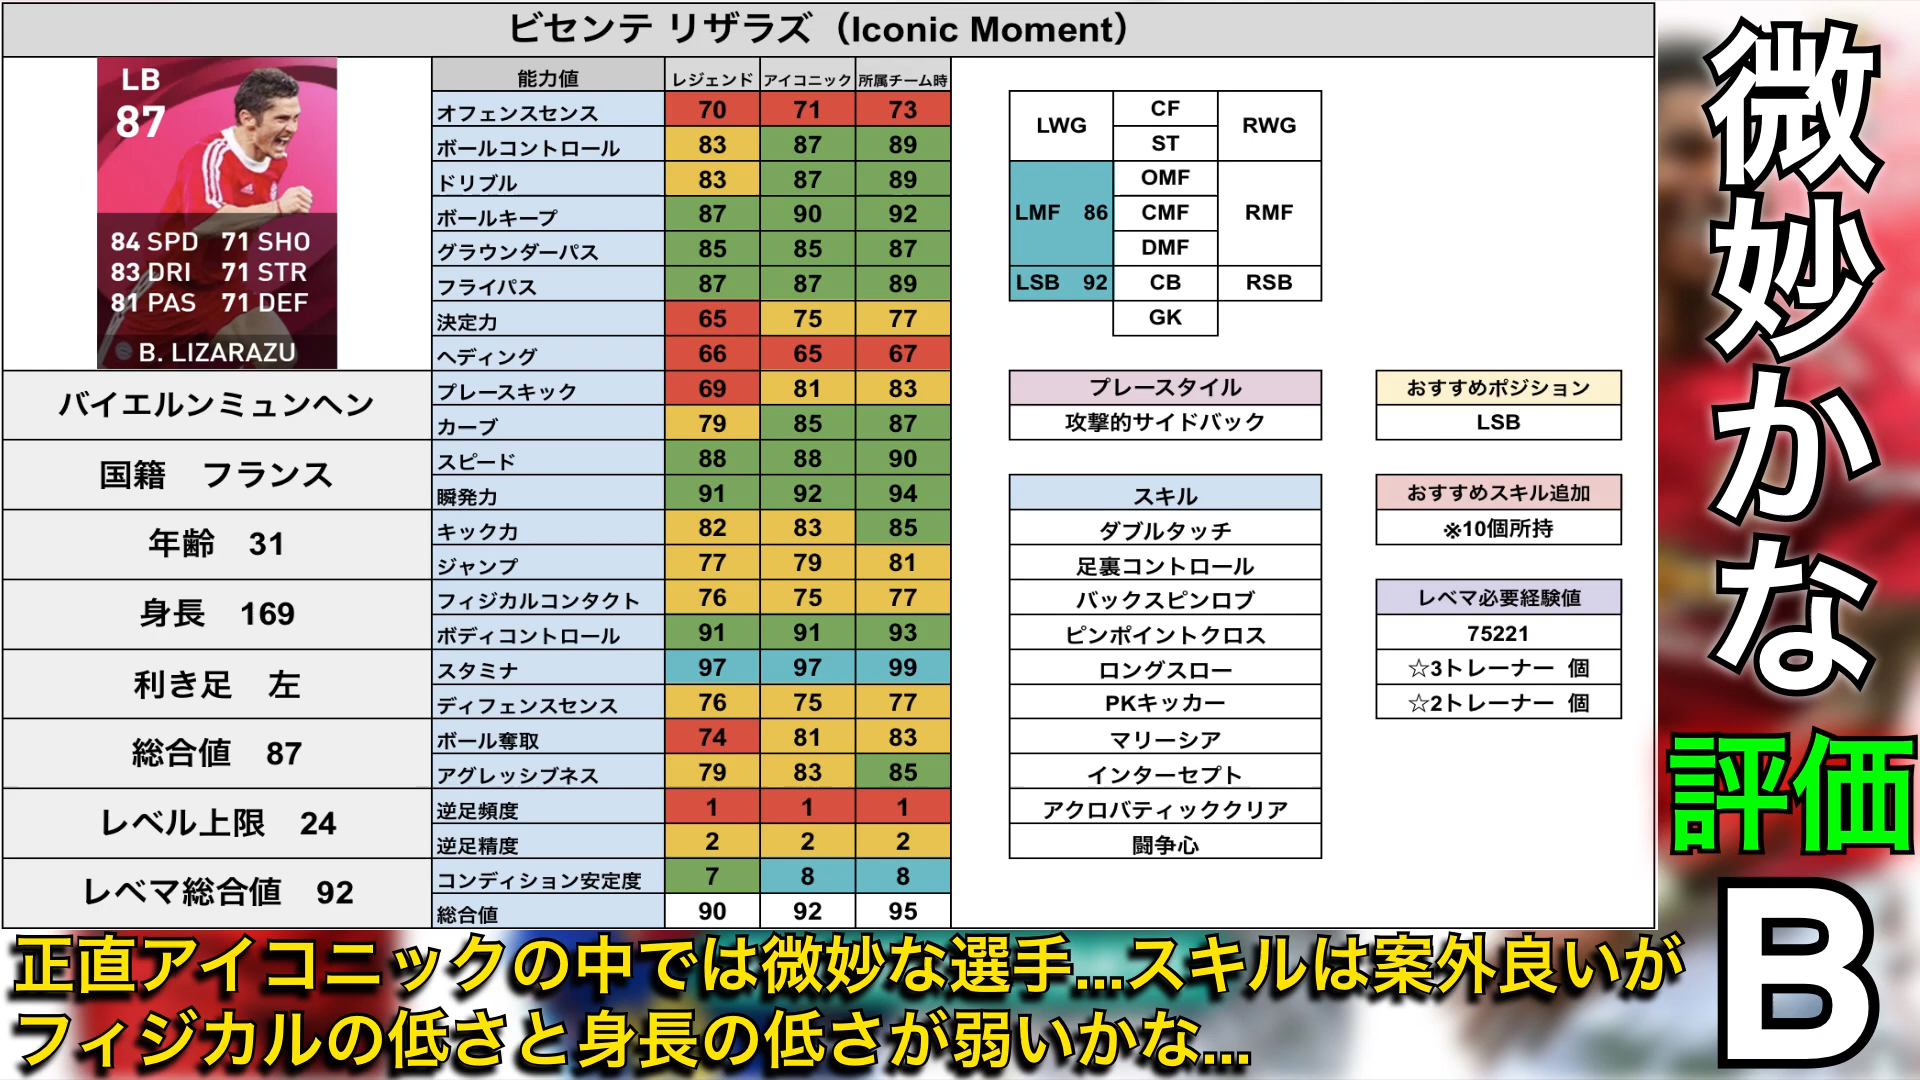 ビセンテ リザラズ（Iconic Moment）
LB
87
84 SPD 71 SHO
83 DRI 71 STR
81 PAS 71 DEF
B. LIZARAZU
バイエルンミュンヘン
国籍　フランス
年齢　31
身長　169
利き足　左
総合値　87
レベル上限　24
レベマ総合値　92
能力値 レジェンド アイコニック 所属チーム時
オフェンスセンス 70 71 73
ボールコントロール 83 87 89
ドリブル 83 87 89
ボールキープ 87 90 92
グラウンダーパス 85 85 87
フライパス 87 87 89
決定力 65 75 77
ヘディング 66 65 67
プレースキック 69 81 83
カーブ 79 85 87
スピード 88 88 90
瞬発力 91 92 94
キック力 82 83 85
ジャンプ 77 79 81
フィジカルコンタクト 76 75 77
ボディコントロール 91 91 93
スタミナ 97 97 99
ディフェンスセンス 76 75 77
ボール奪取 74 81 83
アグレッシブネス 79 83 85
逆足頻度 1 1 1
逆足精度 2 2 2
コンディション安定度 7 8 8
総合値 90 92 95
LWG CF RWG
ST
OMF
LMF 86 CMF RMF
DMF
LSB 92 CB RSB
GK
プレースタイル
攻撃的サイドバック
スキル
ダブルタッチ
足裏コントロール
バックスピンロブ
ピンポイントクロス
ロングスロー
PKキッカー
マリーシア
インターセプト
アクロバティッククリア
闘争心
おすすめポジション
LSB
おすすめスキル追加
※10個所持
レベマ必要経験値
75221
☆3トレーナー 個
☆2トレーナー 個
微妙かな
評価
B
正直アイコニックの中では微妙な選手...スキルは案外良いが
フィジカルの低さと身長の低さが弱いかな...